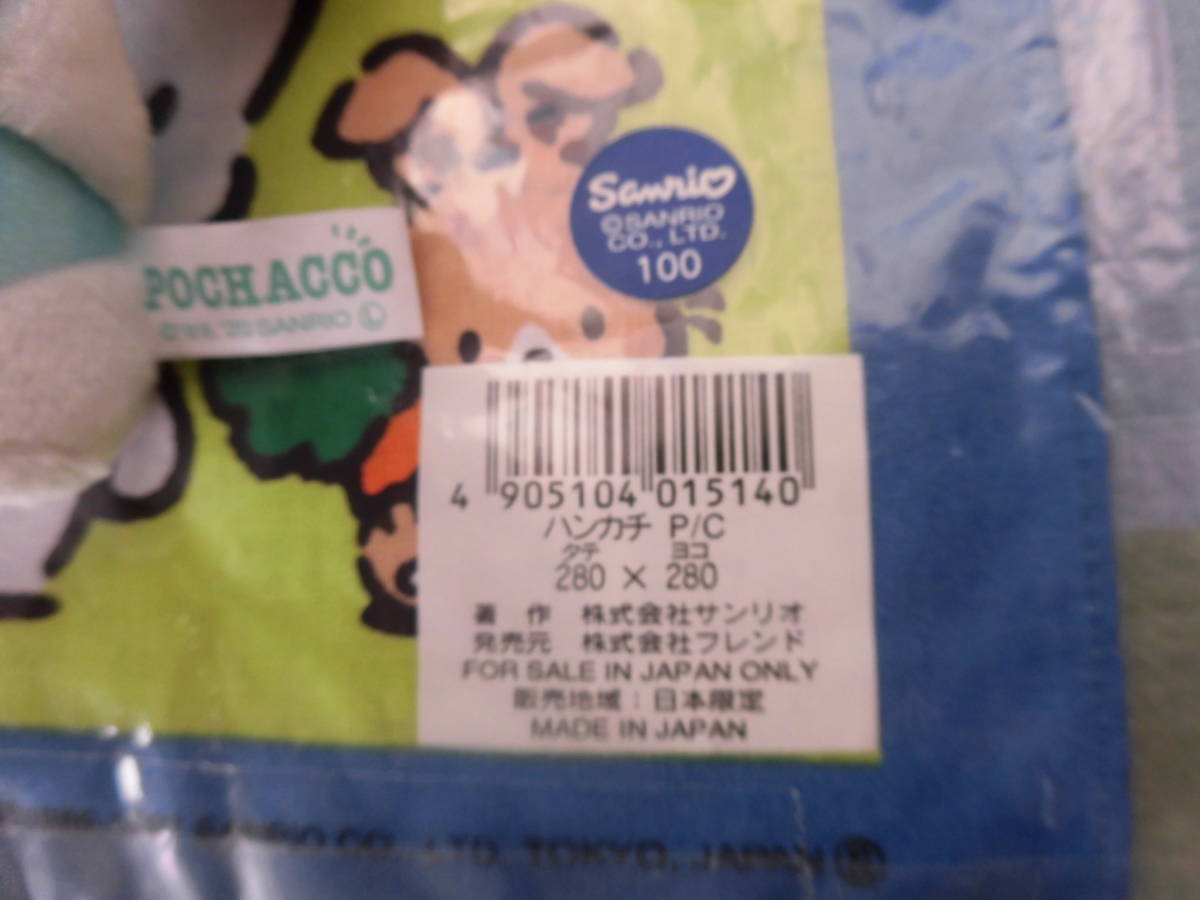 Sanrio
©SANRIO
CO., LTD.
100
POCHACCO
SANRIO Ⓛ
4 905104 015140
ハンカチ P/C
タテ ヨコ
280 × 280
著 作 株式会社サンリオ
発売元 株式会社フレンド
FOR SALE IN JAPAN ONLY
販売地域：日本限定
MADE IN JAPAN
SANRIO CO., LTD. TOKYO, JAPAN